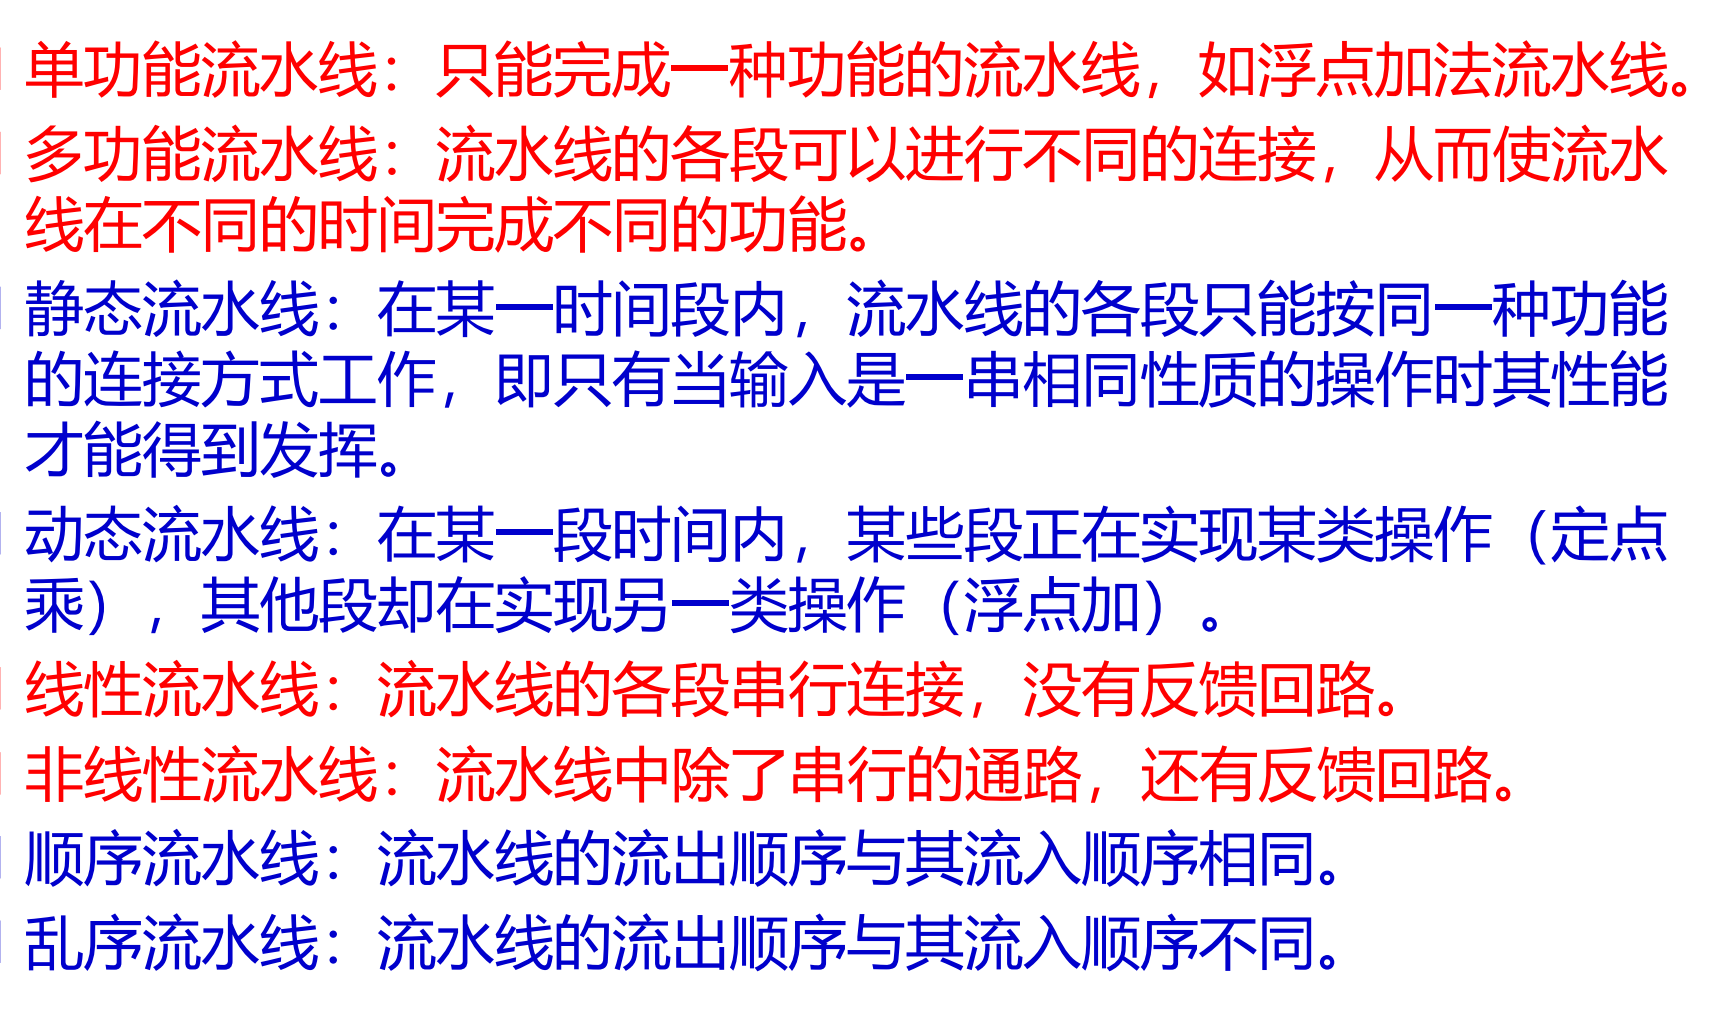 单功能流水线：只能完成一种功能的流水线，如浮点加法流水线。
多功能流水线：流水线的各段可以进行不同的连接，从而使流水
线在不同的时间完成不同的功能。
静态流水线：在某一时间段内，流水线的各段只能按同一种功能
的连接方式工作，即只有当输入是一串相同性质的操作时其性能
才能得到发挥。
动态流水线：在某一段时间内，某些段正在实现某类操作（定点
乘），其他段却在实现另一类操作（浮点加）。
线性流水线：流水线的各段串行连接，没有反馈回路。
非线性流水线：流水线中除了串行的通路，还有反馈回路。
顺序流水线：流水线的流出顺序与其流入顺序相同。
乱序流水线：流水线的流出顺序与其流入顺序不同。